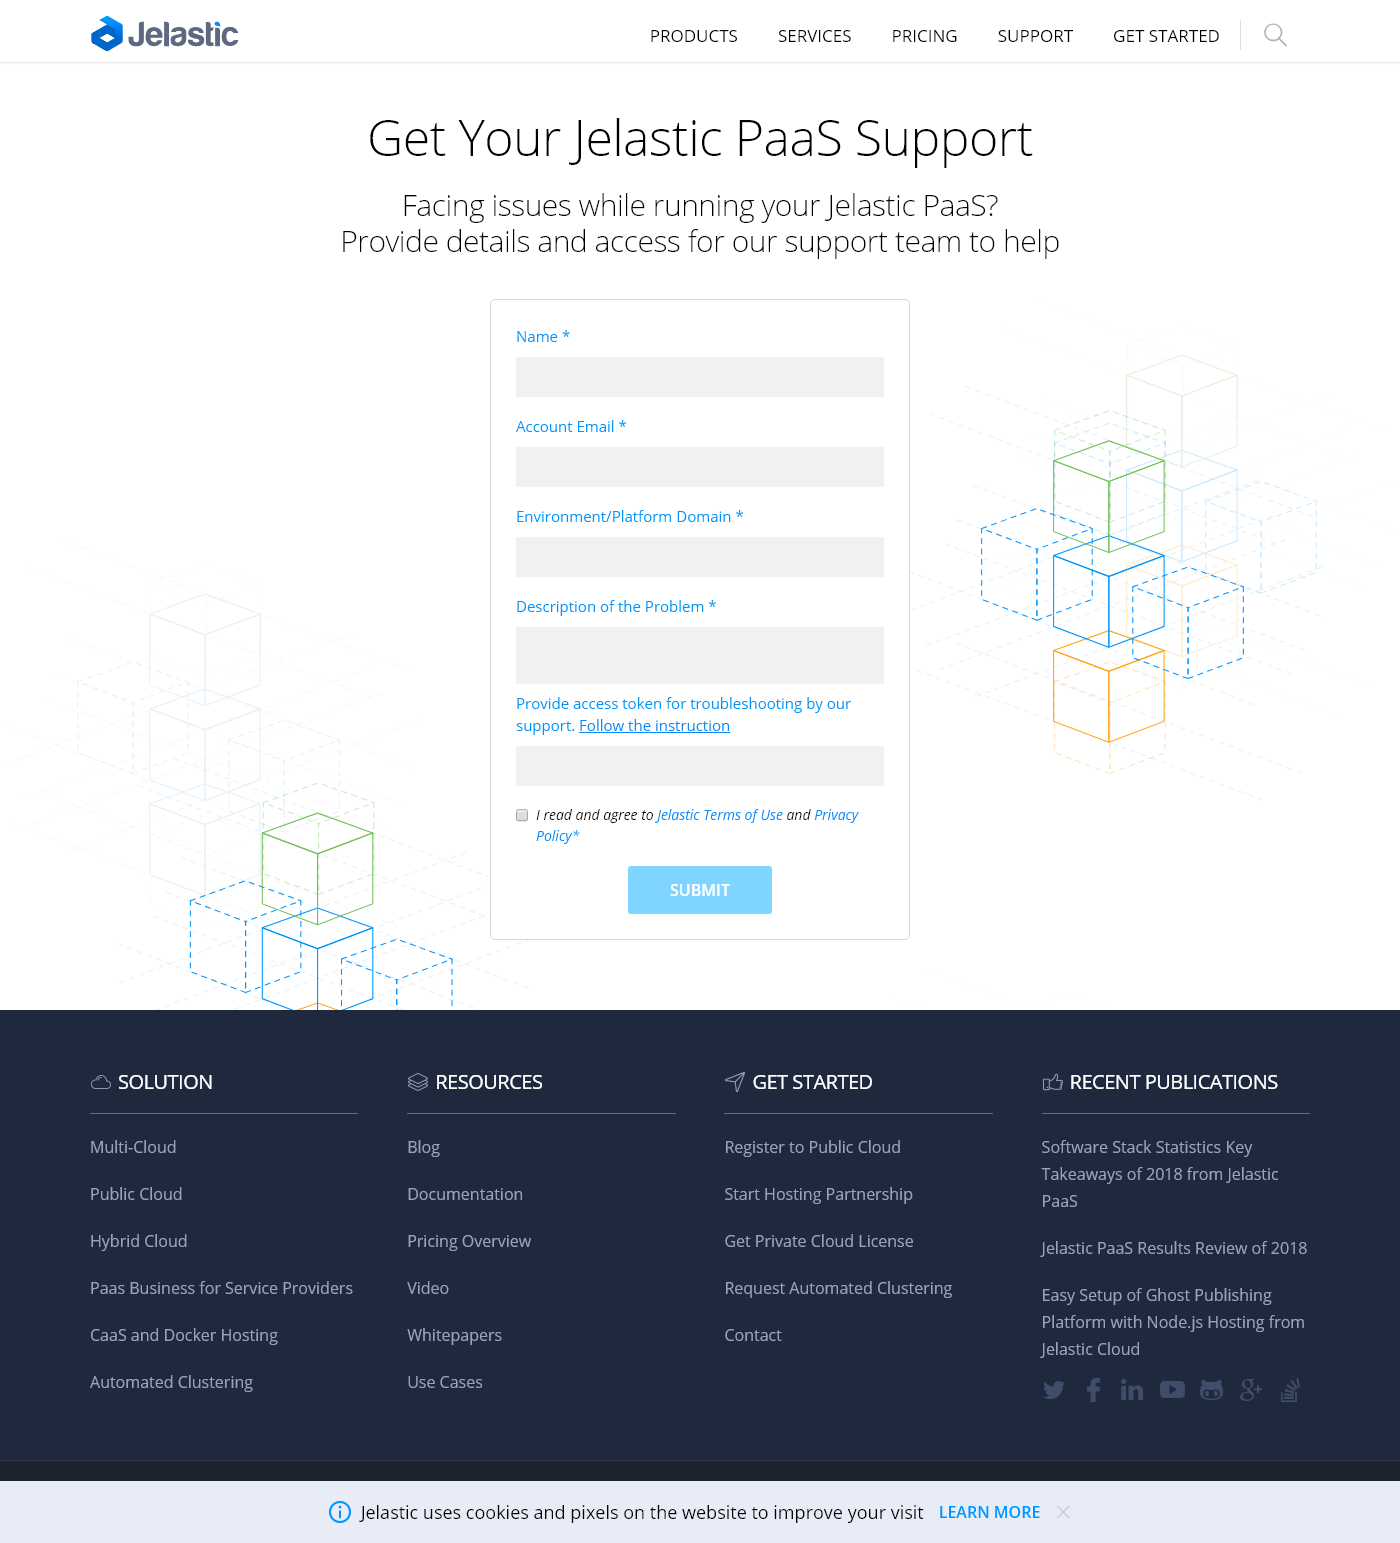 Jelastic
PRODUCTS SERVICES PRICING SUPPORT GET STARTED
Get Your Jelastic PaaS Support
Facing issues while running your Jelastic PaaS?
Provide details and access for our support team to help
Name *
Account Email *
Environment/Platform Domain *
Description of the Problem *
Provide access token for troubleshooting by our
support. Follow the instruction
I read and agree to Jelastic Terms of Use and Privacy
Policy*
SUBMIT
SOLUTION
Multi-Cloud
Public Cloud
Hybrid Cloud
Paas Business for Service Providers
CaaS and Docker Hosting
Automated Clustering
RESOURCES
Blog
Documentation
Pricing Overview
Video
Whitepapers
Use Cases
GET STARTED
Register to Public Cloud
Start Hosting Partnership
Get Private Cloud License
Request Automated Clustering
Contact
RECENT PUBLICATIONS
Software Stack Statistics Key
Takeaways of 2018 from Jelastic
PaaS
Jelastic PaaS Results Review of 2018
Easy Setup of Ghost Publishing
Platform with Node.js Hosting from
Jelastic Cloud
Jelastic uses cookies and pixels on the website to improve your visit LEARN MORE